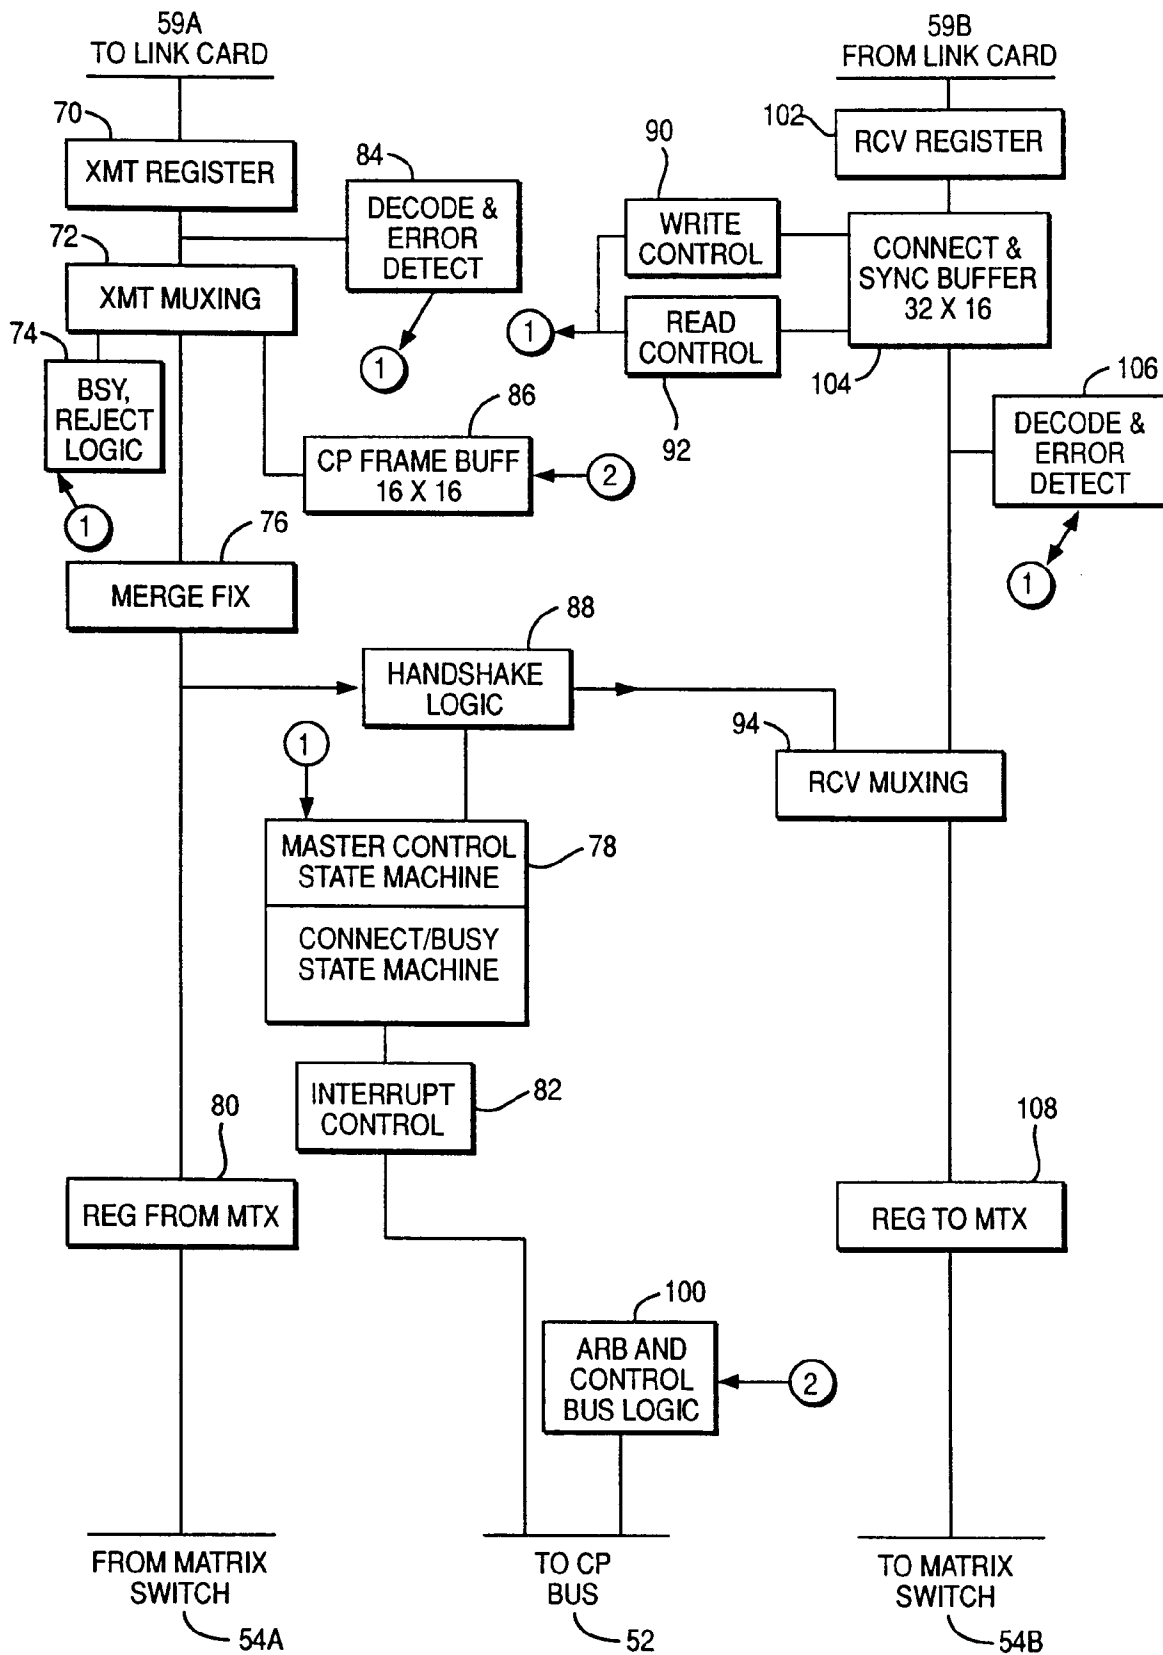 59A
TO LINK CARD
59B
FROM LINK CARD
70
XMT REGISTER
102
RCV REGISTER
84
DECODE &
ERROR
DETECT
90
WRITE
CONTROL
CONNECT &
SYNC BUFFER
32 X 16
72
XMT MUXING
1
1
READ
CONTROL
92
104
74
BSY,
REJECT
LOGIC
1
86
CP FRAME BUFF
16 X 16
2
106
DECODE &
ERROR
DETECT
1
76
MERGE FIX
88
HANDSHAKE
LOGIC
1
94
RCV MUXING
MASTER CONTROL
STATE MACHINE
78
CONNECT/BUSY
STATE MACHINE
INTERRUPT
CONTROL
82
80
REG FROM MTX
108
REG TO MTX
100
ARB AND
CONTROL
BUS LOGIC
2
FROM MATRIX
SWITCH
54A
TO CP
BUS
52
TO MATRIX
SWITCH
54B